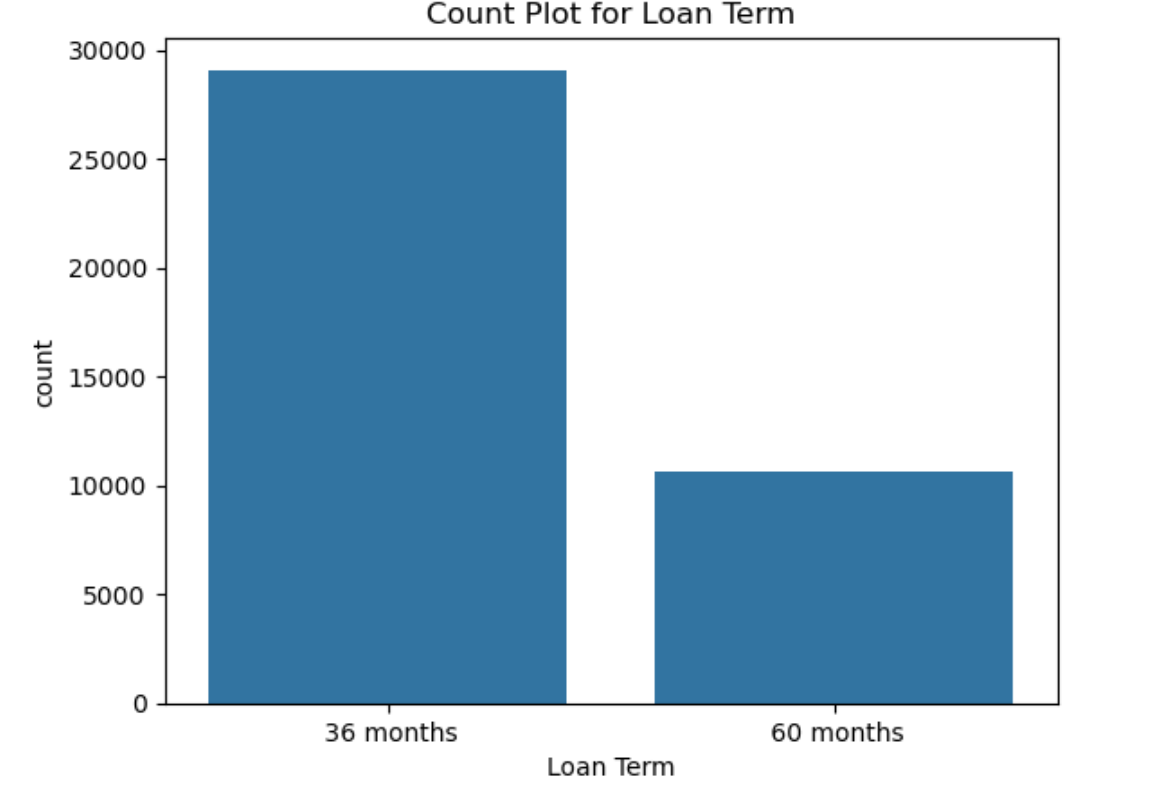 Count Plot for Loan Term
30000
25000
20000
15000
10000
5000
0
count
36 months
60 months
Loan Term